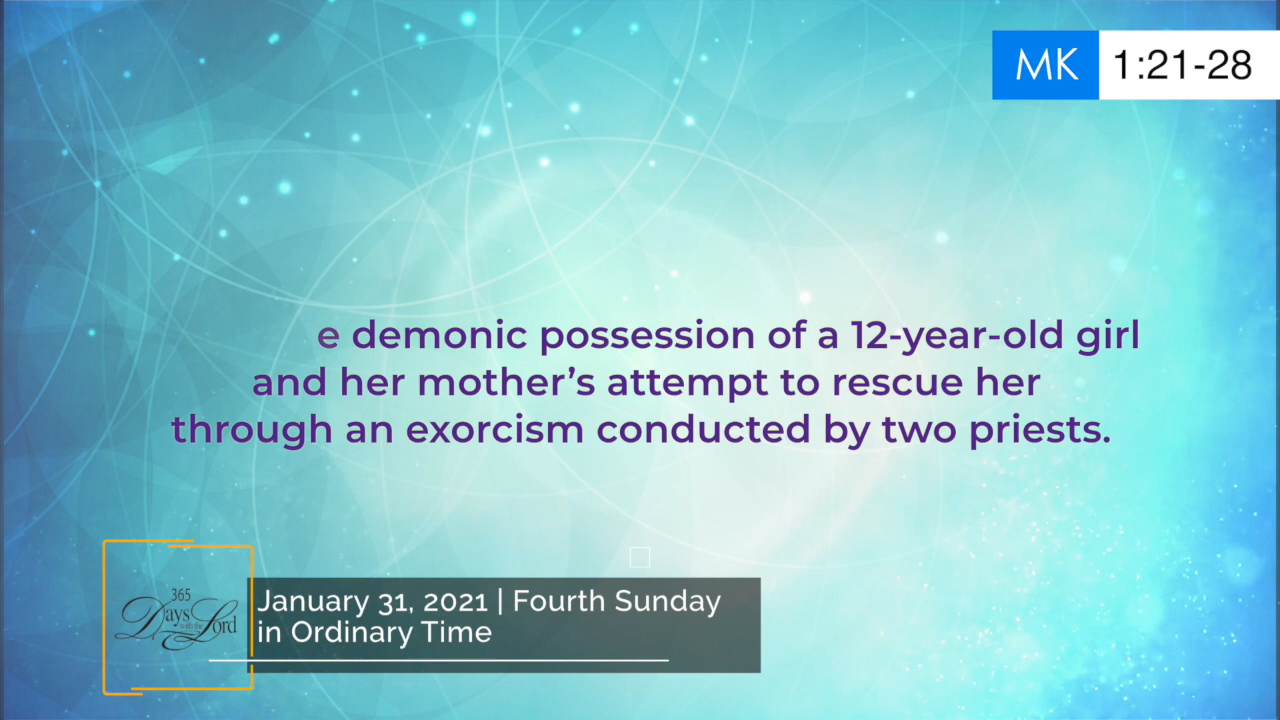 MK 1:21-28
e demonic possession of a 12-year-old girl
and her mother’s attempt to rescue her
through an exorcism conducted by two priests.
365
Days with the Lord
January 31, 2021 | Fourth Sunday
in Ordinary Time